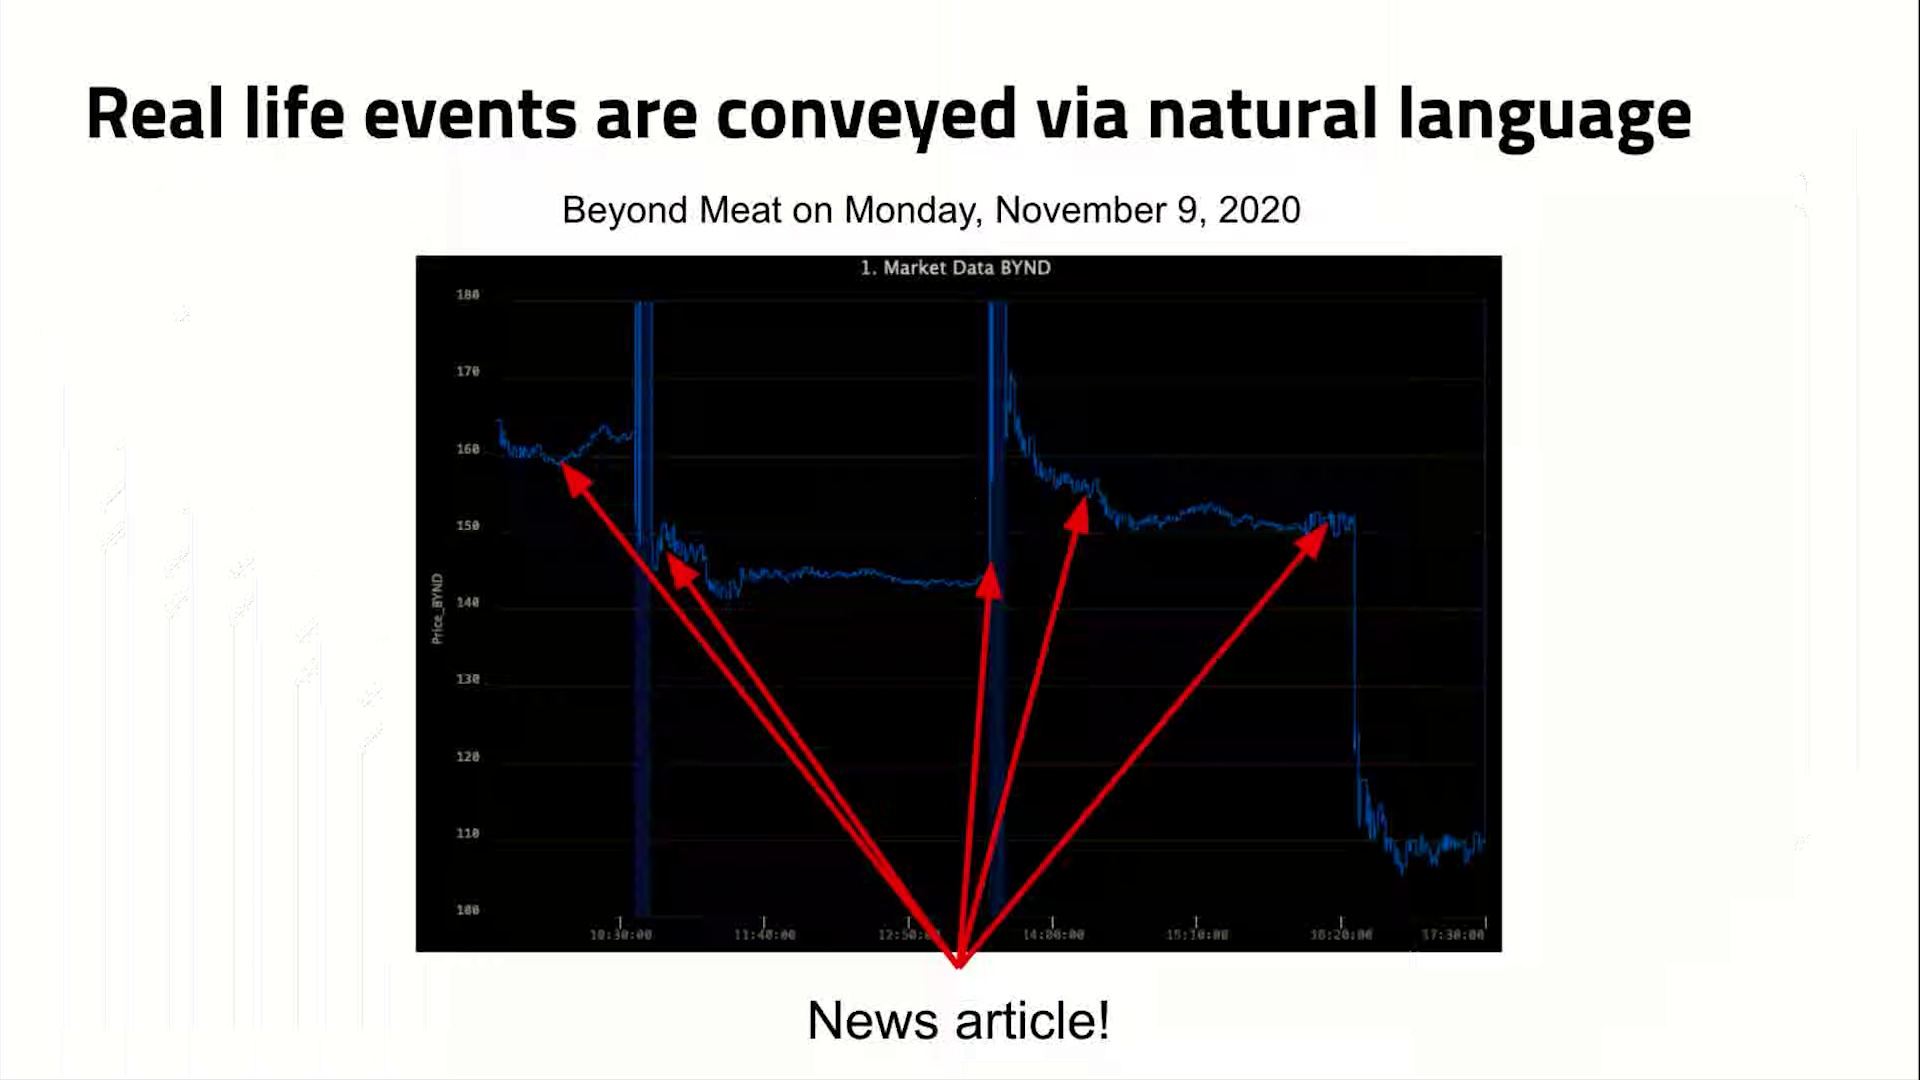 Real life events are conveyed via natural language
Beyond Meat on Monday, November 9, 2020
1. Market Data BYND
180
170
160
150
140
130
120
110
100
Price_BYND
10:30:00 11:40:00 14:00:00 15:10:00 16:20:00 17:30:00
News article!